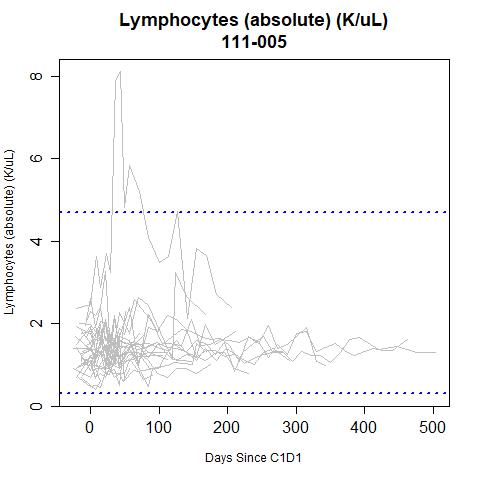 Lymphocytes (absolute) (K/uL)
111-005
Lymphocytes (absolute) (K/uL)
8
6
4
2
0
0 100 200 300 400 500
Days Since C1D1